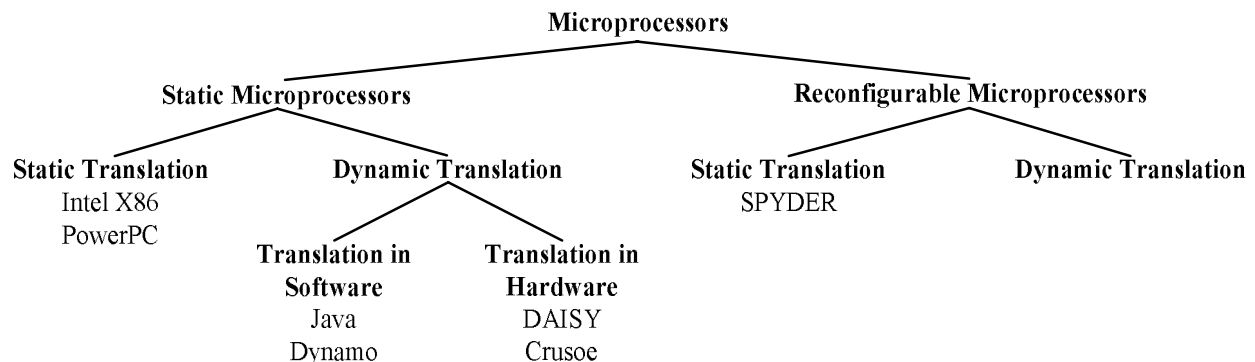 Microprocessors
Static Microprocessors
Reconfigurable Microprocessors
Static Translation
Intel X86
PowerPC
Dynamic Translation
Translation in
Software
Java
Dynamo
Translation in
Hardware
DAISY
Crusoe
Static Translation
SPYDER
Dynamic Translation